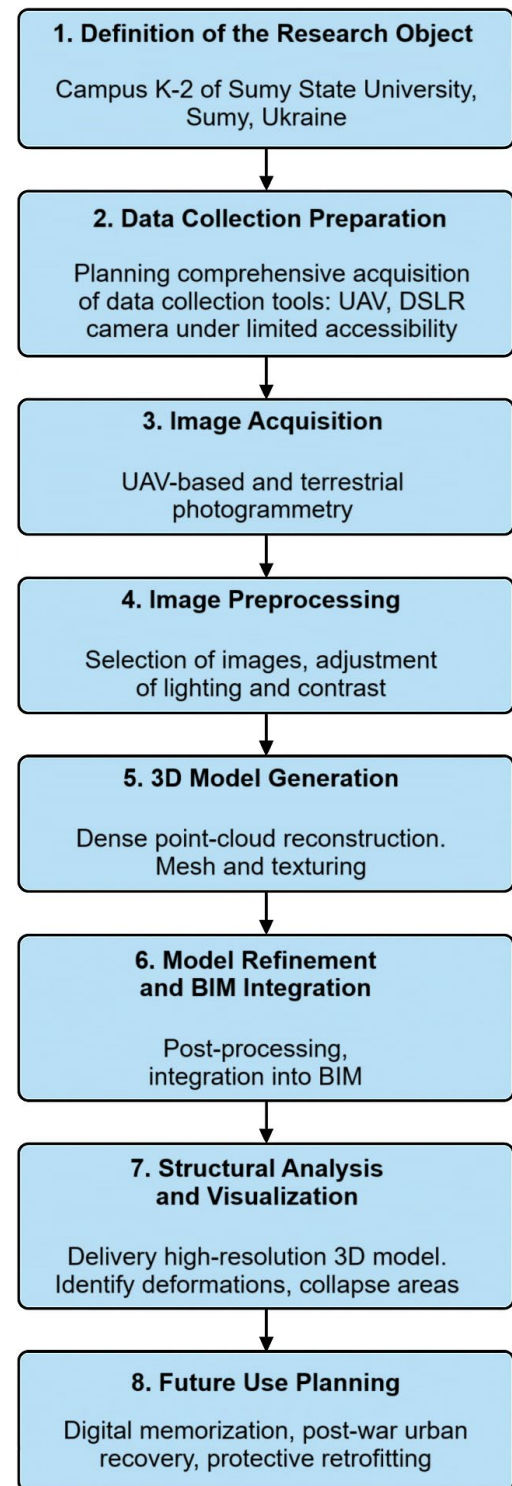 1. Definition of the Research Object
Campus K-2 of Sumy State University,
Sumy, Ukraine
2. Data Collection Preparation
Planning comprehensive acquisition
of data collection tools: UAV, DSLR
camera under limited accessibility
3. Image Acquisition
UAV-based and terrestrial
photogrammetry
4. Image Preprocessing
Selection of images, adjustment
of lighting and contrast
5. 3D Model Generation
Dense point-cloud reconstruction.
Mesh and texturing
6. Model Refinement
and BIM Integration
Post-processing,
integration into BIM
7. Structural Analysis
and Visualization
Delivery high-resolution 3D model.
Identify deformations, collapse areas
8. Future Use Planning
Digital memorization, post-war urban
recovery, protective retrofitting